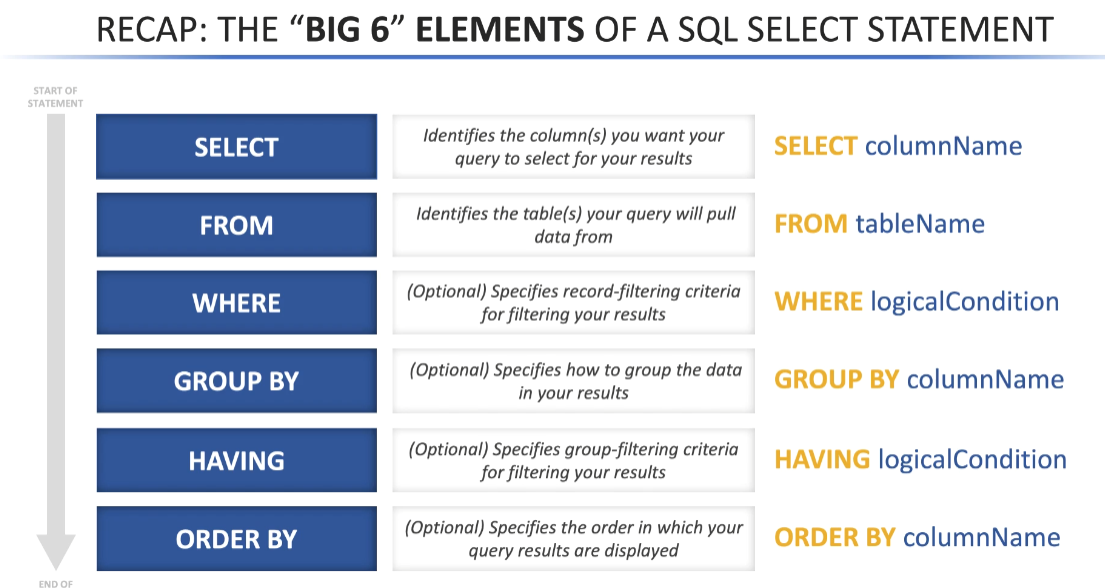 RECAP: THE “BIG 6” ELEMENTS OF A SQL SELECT STATEMENT
START OF
STATEMENT
SELECT
Identifies the column(s) you want your
query to select for your results
SELECT columnName
FROM
Identifies the table(s) your query will pull
data from
FROM tableName
WHERE
(Optional) Specifies record-filtering criteria
for filtering your results
WHERE logicalCondition
GROUP BY
(Optional) Specifies how to group the data
in your results
GROUP BY columnName
HAVING
(Optional) Specifies group-filtering criteria
for filtering your results
HAVING logicalCondition
ORDER BY
(Optional) Specifies the order in which your
query results are displayed
ORDER BY columnName
END OF